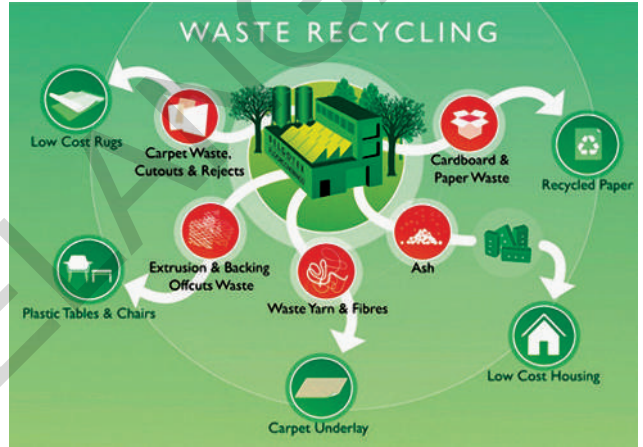 WASTE RECYCLING
Low Cost Rugs
Carpet Waste,
Cutouts & Rejects
Cardboard &
Paper Waste
Recycled Paper
Extrusion & Backing
Offcuts Waste
Ash
Plastic Tables & Chairs
Waste Yarn & Fibres
Low Cost Housing
Carpet Underlay